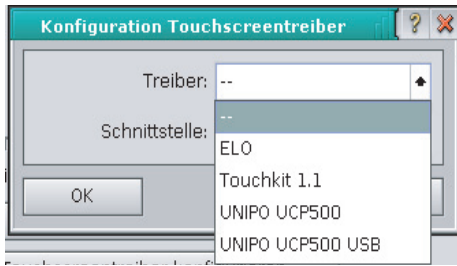 Konfiguration Touchscreentreiber
Treiber: --
--
Schnittstelle:
ELO
Touchkit 1.1
OK
UNIPO UCP500
UNIPO UCP500 USB